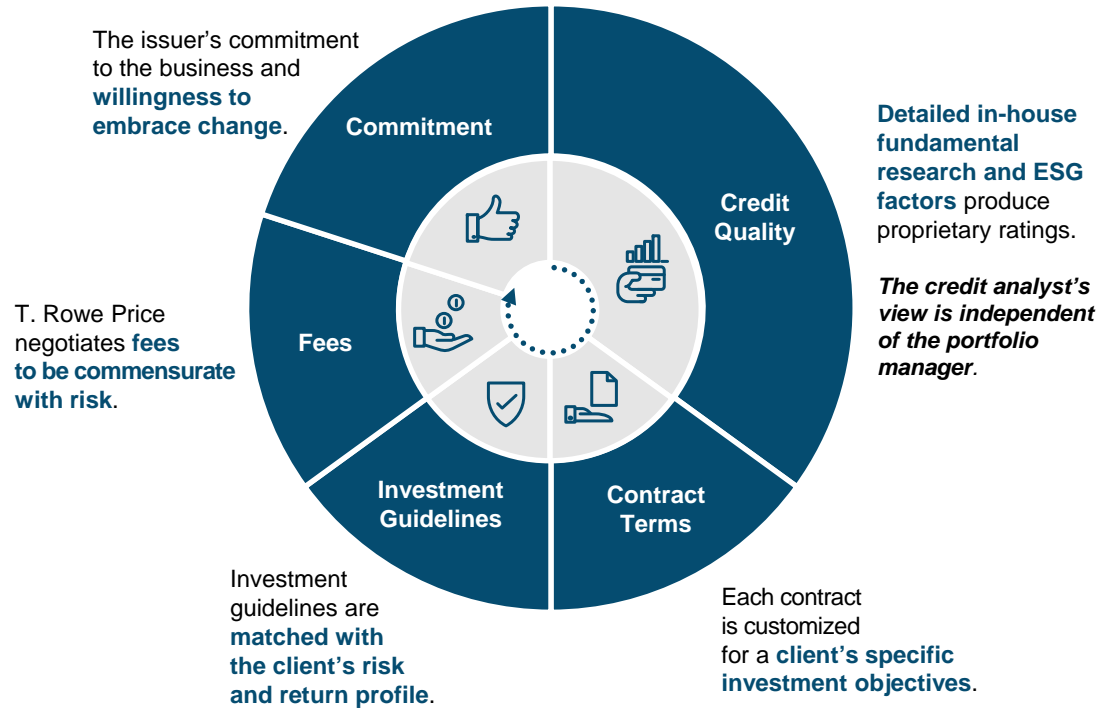 The issuer’s commitment
to the business and
willingness to
embrace change.
Commitment
Credit
Quality
Detailed in-house
fundamental
research and ESG
factors produce
proprietary ratings.
The credit analyst’s
view is independent
of the portfolio
manager.
T. Rowe Price
negotiates fees
to be commensurate
with risk.
Fees
Investment
Guidelines
Contract
Terms
Investment
guidelines are
matched with
the client’s risk
and return profile.
Each contract
is customized
for a client’s specific
investment objectives.